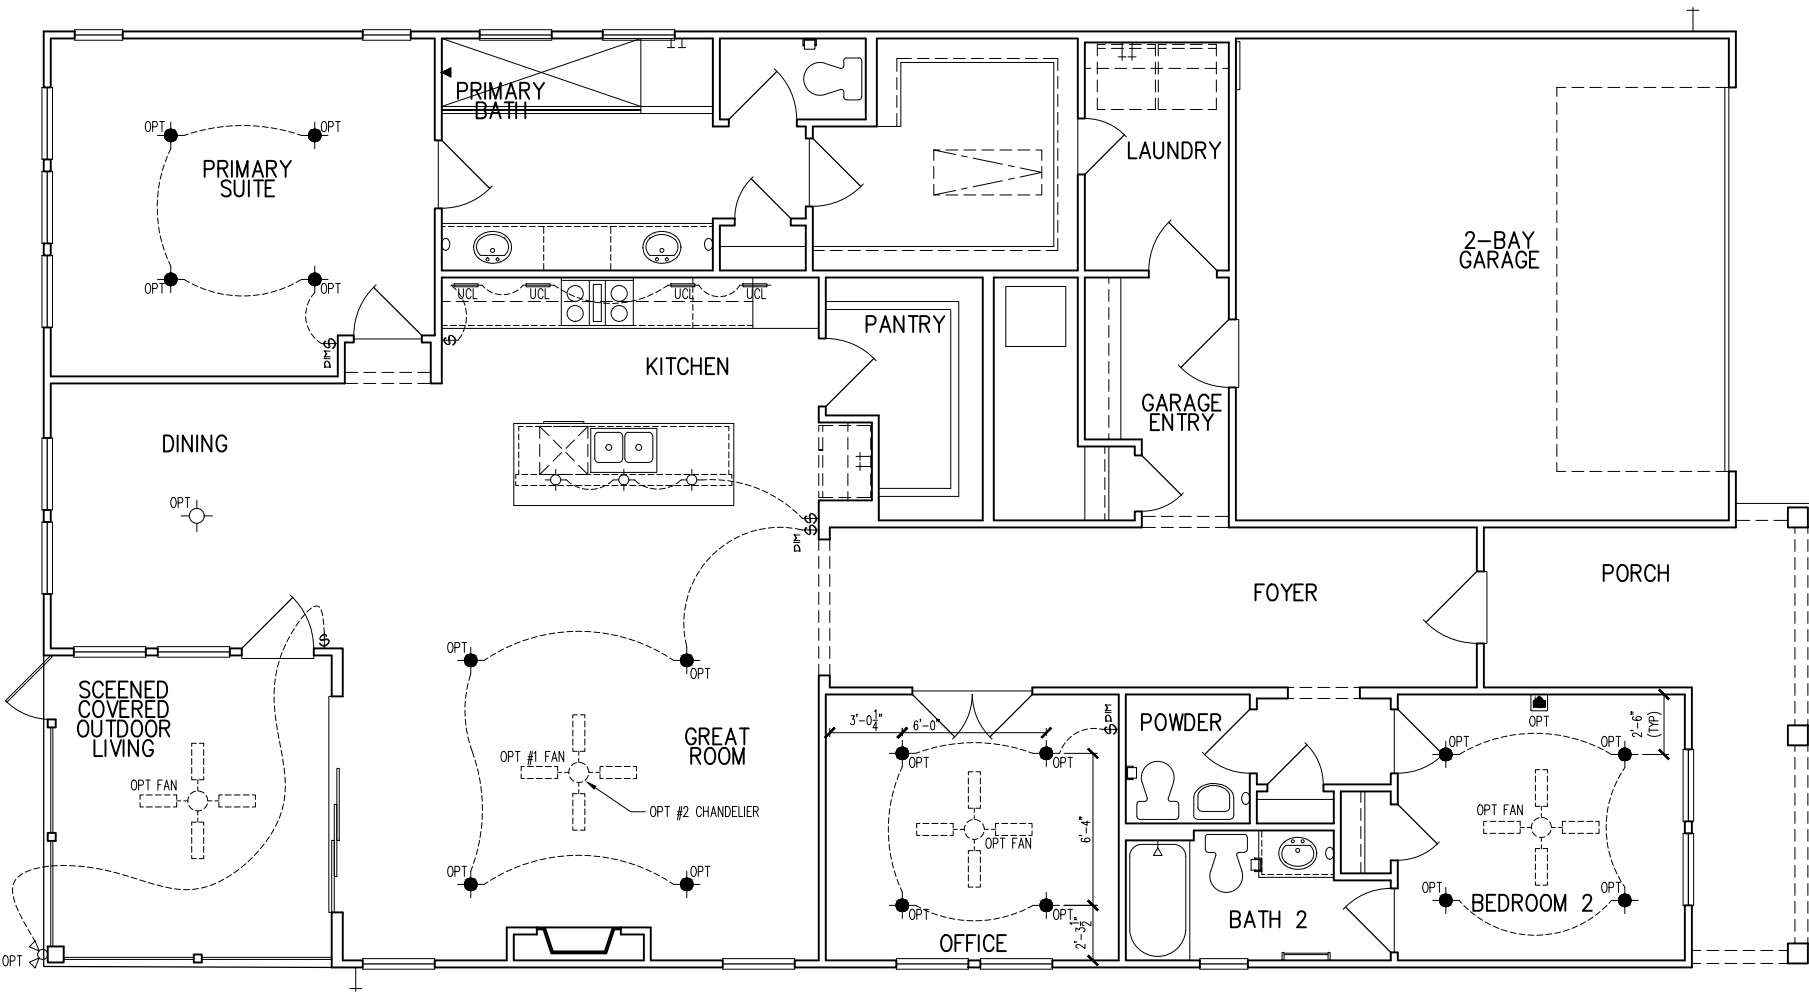 PRIMARY
BATH
OPT
OPT
PRIMARY
SUITE
OPT
OPT
DIM
$
LAUNDRY
2-BAY
GARAGE
UCL
UCL
UCL
UCL
$
PANTRY
KITCHEN
GARAGE
ENTRY
DINING
OPT
$$
DIM $$
FOYER
PORCH
$
OPT
OPT
SCEENED
COVERED
OUTDOOR
LIVING
OPT FAN
OPT #1 FAN
GREAT
ROOM
OPT #2 CHANDELIER
OPT
OPT
OPT
3'-0 1/4"
6'-0"
$ DIM
OPT
OPT
OPT FAN
6'-4"
OPT
OPT
2'-3 1/2"
OFFICE
POWDER
BATH 2
OPT
2'-6"
(TYP)
OPT
OPT
OPT FAN
OPT
OPT
BEDROOM 2